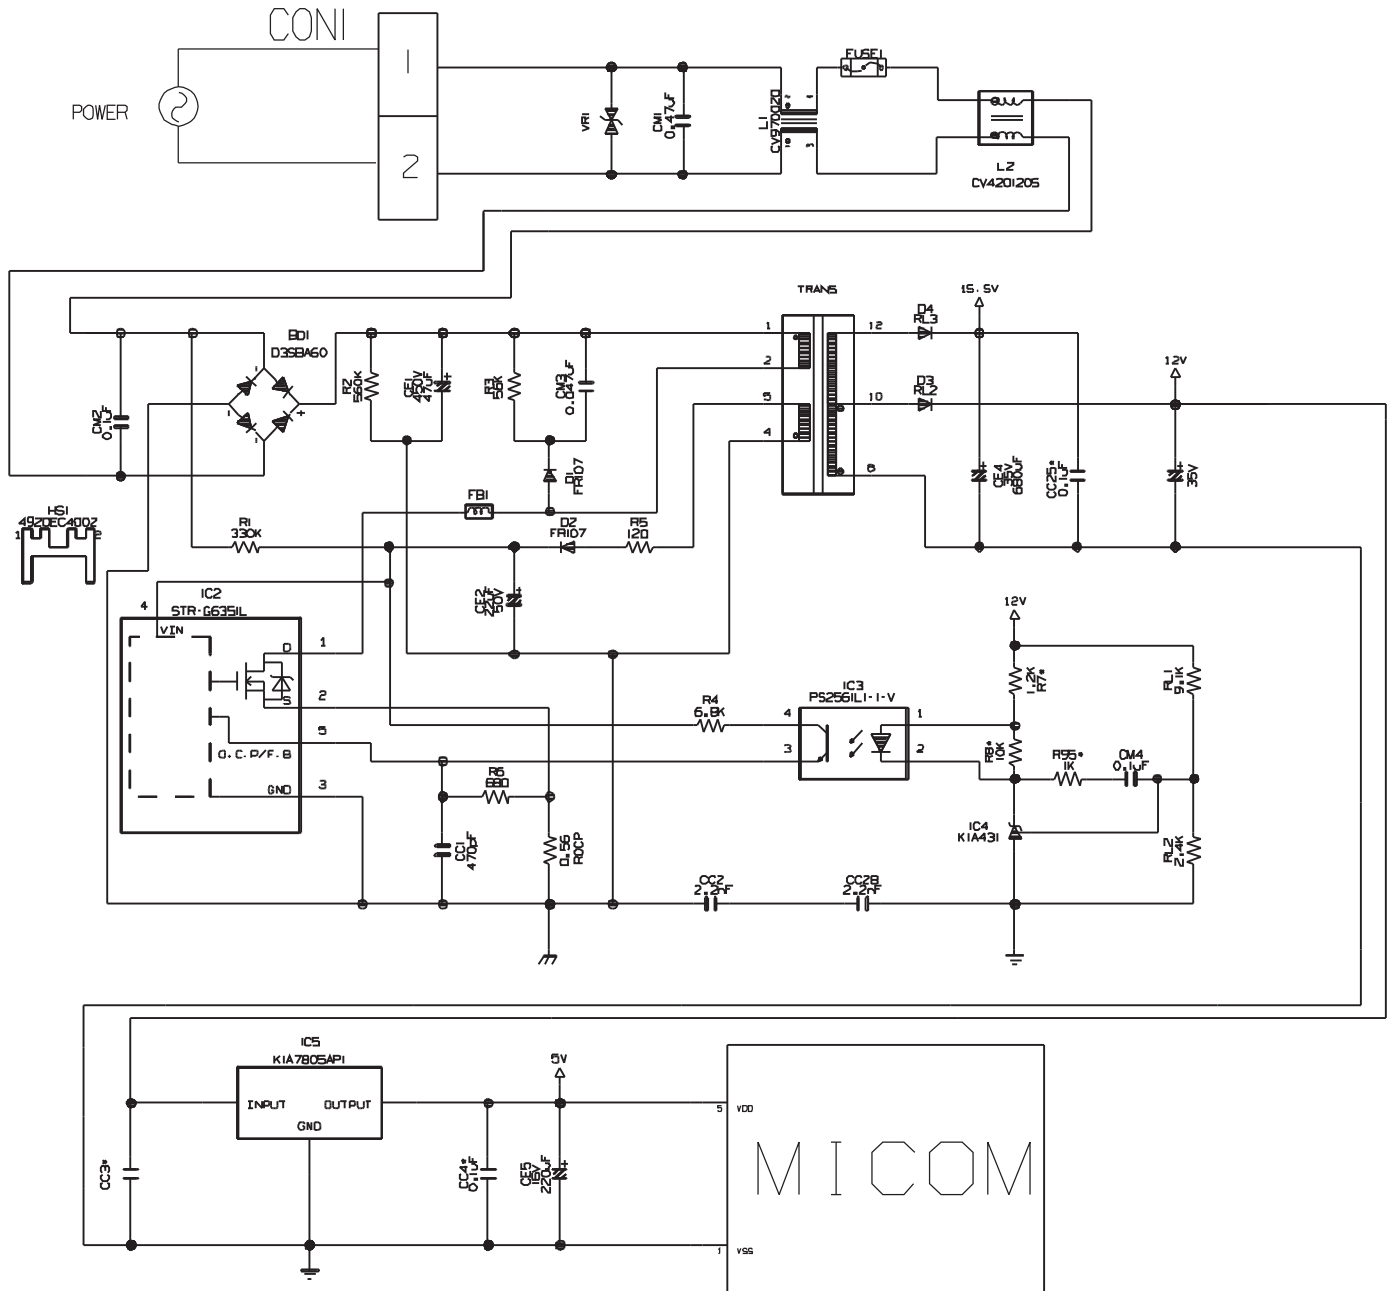 CON1
POWER
1
2
VR1
CM1
0.47uF
L1
CV970020
FUSE1
L2
CV420120S
TRANS
1
2
5
4
12
10
8
D4
RL3
D3
RL2
15.5V
12V
BD1
D3SBA60
CM2
0.1uF
R2
560K
CE1
450V
47uF
R3
56K
CM3
0.047uF
D1
FR107
FB1
D2
FR107
R5
120
R1
330K
HS1
4920EC4002
1
2
CE4
35V
680uF
CC25*
0.1uF
35V
CE2
22uF
50V
IC2
STR-G6351L
4
VIN
D
1
S
2
O.C.P/F.B
5
GND
3
R4
6.8K
IC3
PS2561L1-1-V
4
3
1
2
12V
1.2K
R7*
R8*
10K
RL1
9.1K
R95*
1K
CM4
0.1uF
IC4
KIA431
RL2
2.4K
R6
680
CC1
470pF
0.56
ROCP
CC2
2.2nF
CC28
2.2nF
IC5
KIA7805API
INPUT
OUTPUT
GND
CC3*
CC4*
0.1uF
CE5
16V
220uF
5V
5
VDD
1
VSS
MICOM